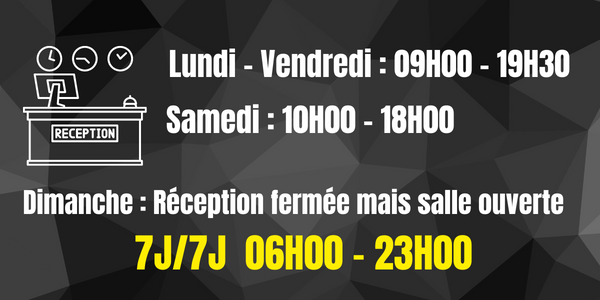 Lundi - Vendredi : 09H00 - 19H30
Samedi : 10H00 - 18H00
RECEPTION
Dimanche : Réception fermée mais salle ouverte
7J/7J 06H00 - 23H00